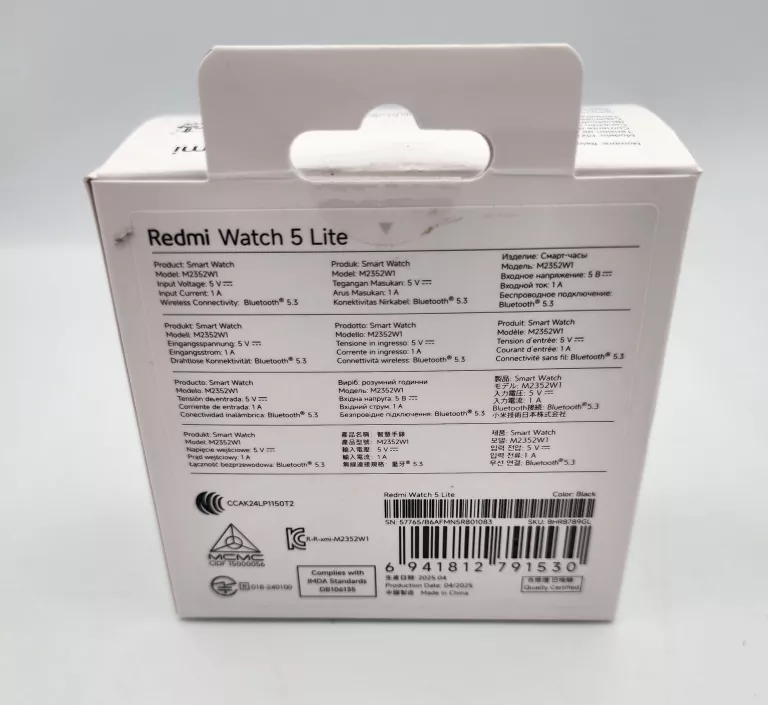 Redmi Watch 5 Lite
Product: Smart Watch
Model: M2352W1
Input Voltage: 5 V ⎓
Input Current: 1 A
Wireless Connectivity: Bluetooth® 5.3
Produk: Smart Watch
Model: M2352W1
Tegangan Masukan: 5 V ⎓
Arus Masukan: 1 A
Konektivitas Nirkabel: Bluetooth® 5.3
Изделие: Смарт-часы
Модель: M2352W1
Входное напряжение: 5 В ⎓
Входной ток: 1 А
Беспроводное подключение:
Bluetooth® 5.3
Produkt: Smart Watch
Modell: M2352W1
Eingangsspannung: 5 V ⎓
Eingangsstrom: 1 A
Drahtlose Konnektivität: Bluetooth® 5.3
Prodotto: Smart Watch
Modello: M2352W1
Tensione in ingresso: 5 V ⎓
Corrente in ingresso: 1 A
Connettività wireless: Bluetooth® 5.3
Produit: Smart Watch
Modèle: M2352W1
Tension d'entrée: 5 V ⎓
Courant d'entrée: 1 A
Connectivité sans fil: Bluetooth® 5.3
Producto: Smart Watch
Modelo: M2352W1
Tensión de entrada: 5 V ⎓
Corriente de entrada: 1 A
Conectividad inalámbrica: Bluetooth® 5.3
Виріб: розумний годинник
Модель: M2352W1
Вхідна напруга: 5 В ⎓
Вхідний струм: 1 А
Безпровідне підключення: Bluetooth® 5.3
製品: Smart Watch
モデル: M2352W1
入力電圧: 5 V ⎓
入力電流: 1 A
Bluetooth接続: Bluetooth®5.3
小米技術日本株式会社
Produkt: Smart Watch
Model: M2352W1
Napięcie wejściowe: 5 V ⎓
Prąd wejściowy: 1 A
Łączność bezprzewodowa: Bluetooth® 5.3
產品名稱: 智慧手錶
產品型號: M2352W1
輸入電壓: 5 V ⎓
輸入電流: 1 A
無線連接規格: 藍牙® 5.3
제품: Smart Watch
모델: M2352W1
입력 전압: 5 V ⎓
입력 전류: 1 A
무선 연결: Bluetooth®5.3
CCAK24LP1150T2
MCMC
CIDF 15000056
R-R-xmi-M2352W1
R 018-240100
Complies with
IMDA Standards
DB106135
Redmi Watch 5 Lite
Color: Black
SN: 57765/B6AFMNSR801083
SKU: BHR8789GL
6 941812 791530
生産日期 2025.04
Production Date: 04/2025
中國製造 Made in China
Quality Certified